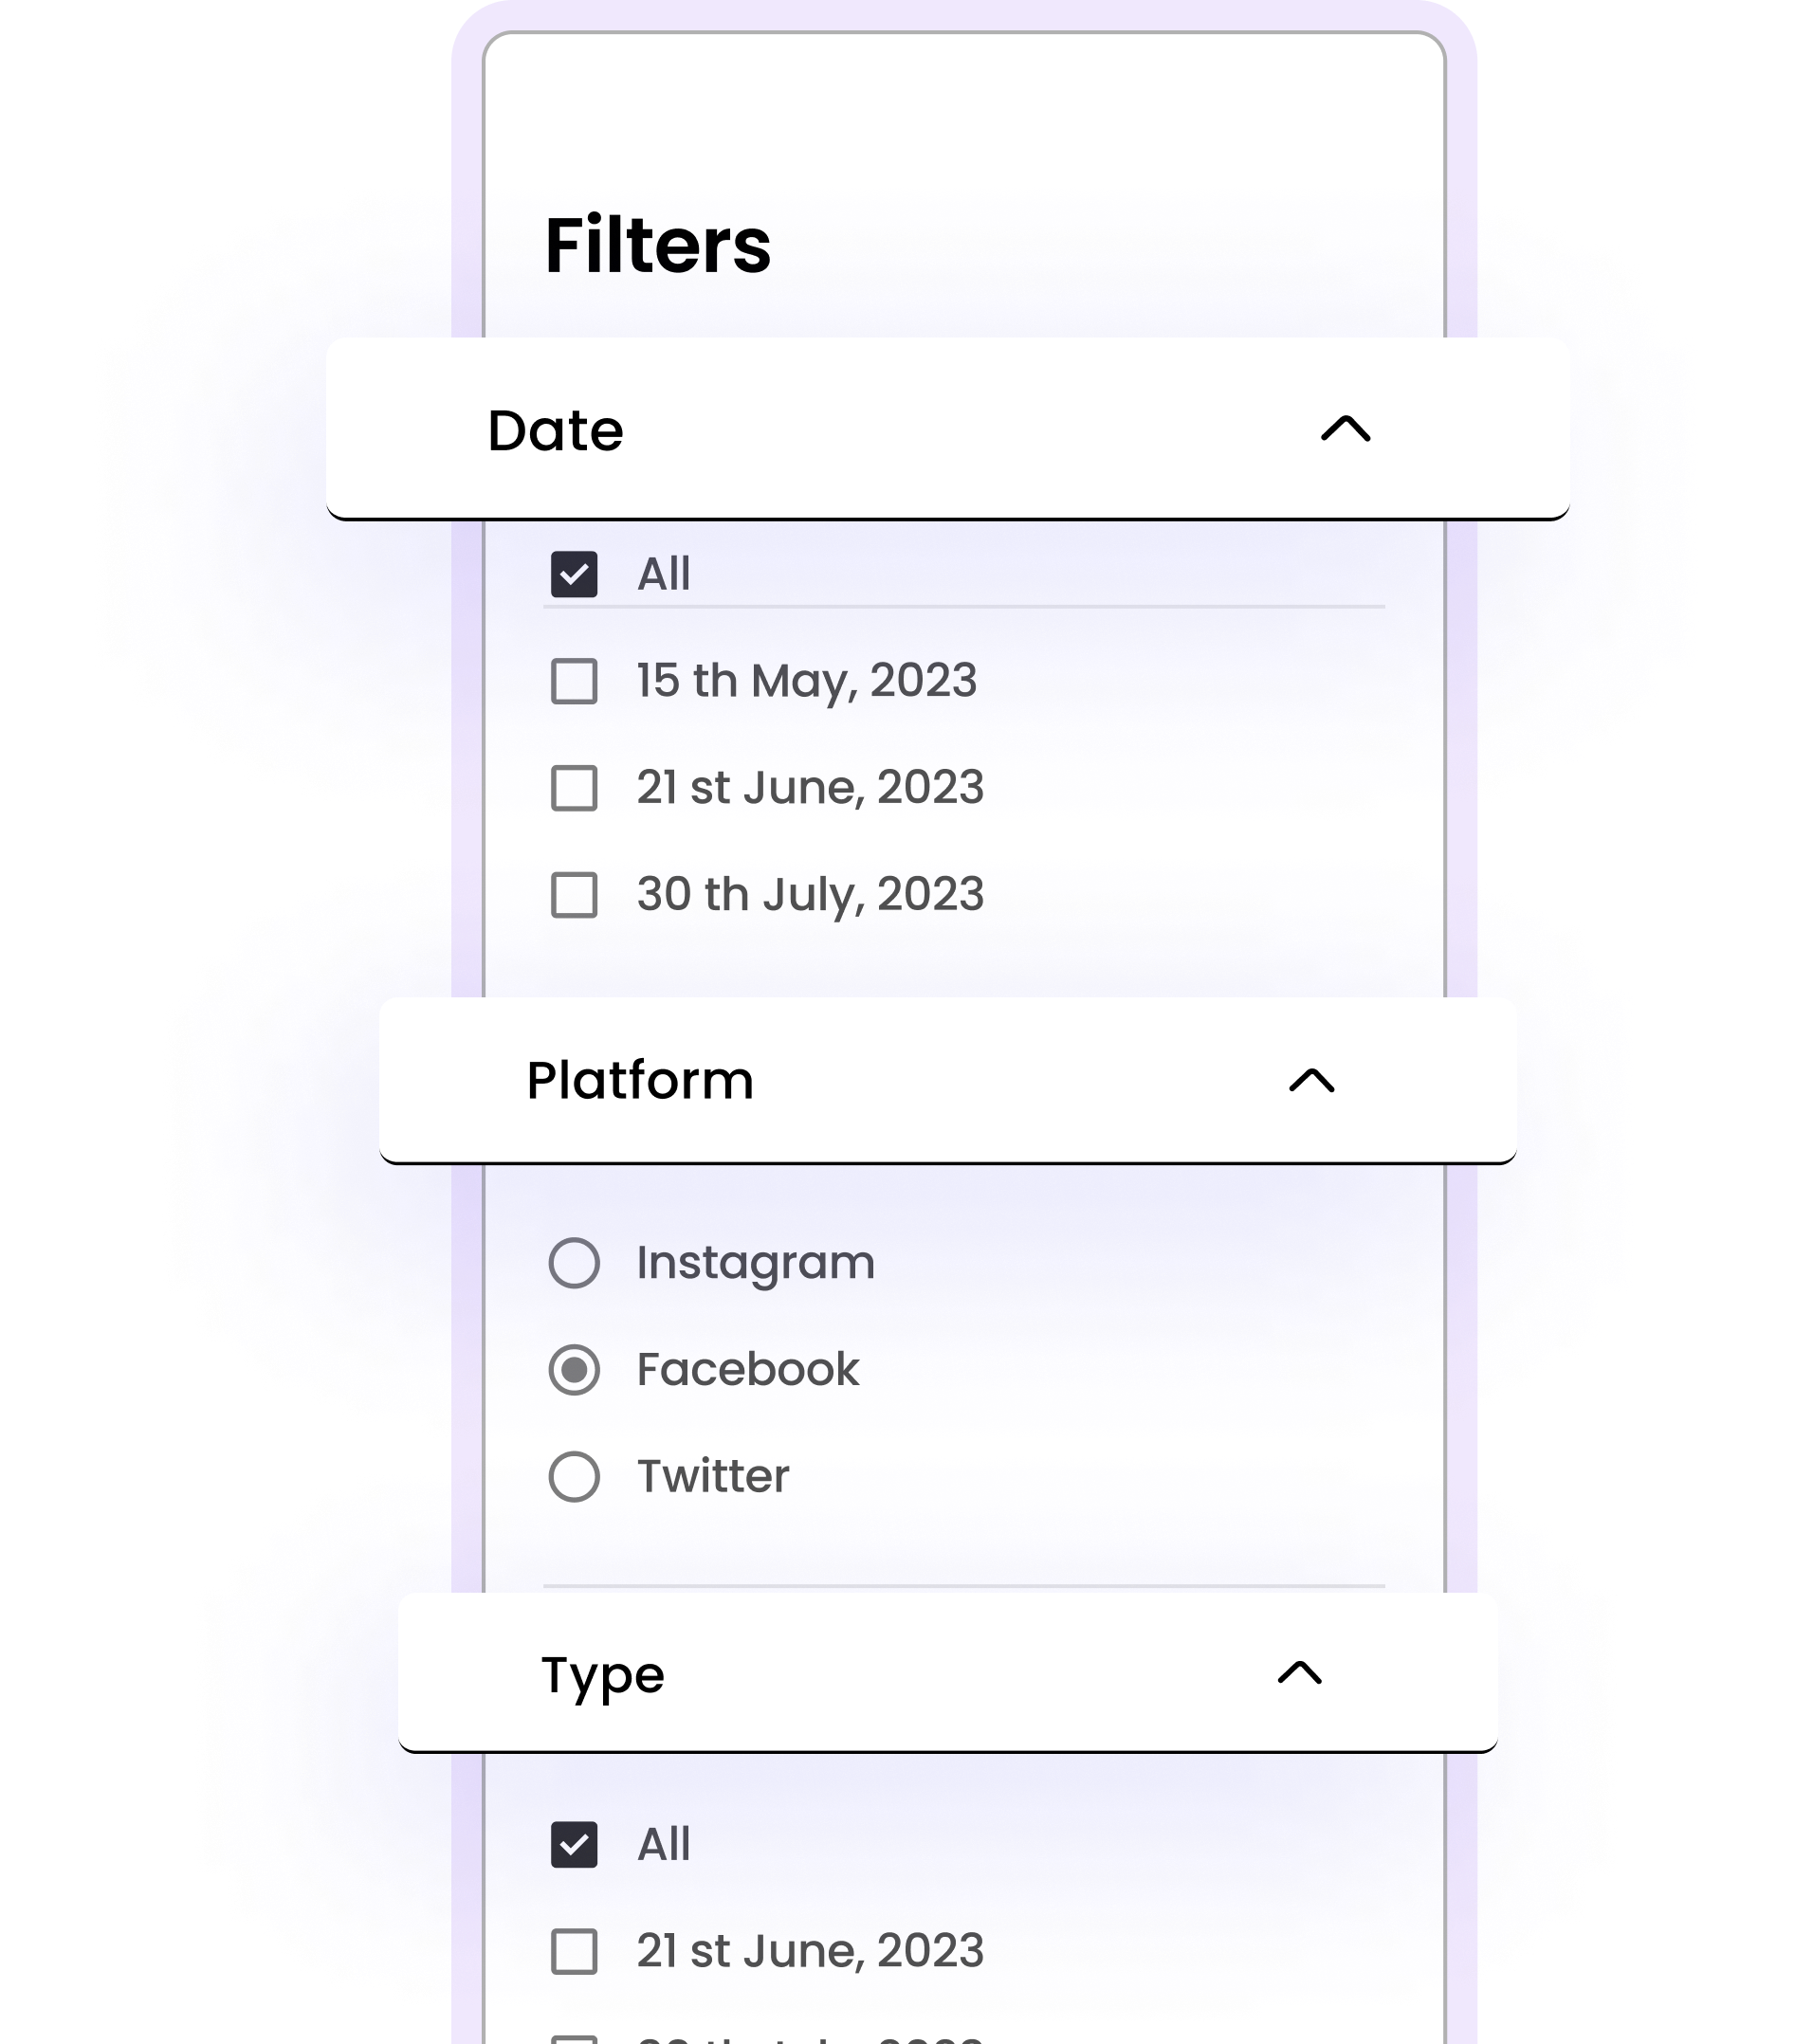 Filters
Date
All
15 th May, 2023
21 st June, 2023
30 th July, 2023
Platform
Instagram
Facebook
Twitter
Type
All
21 st June, 2023